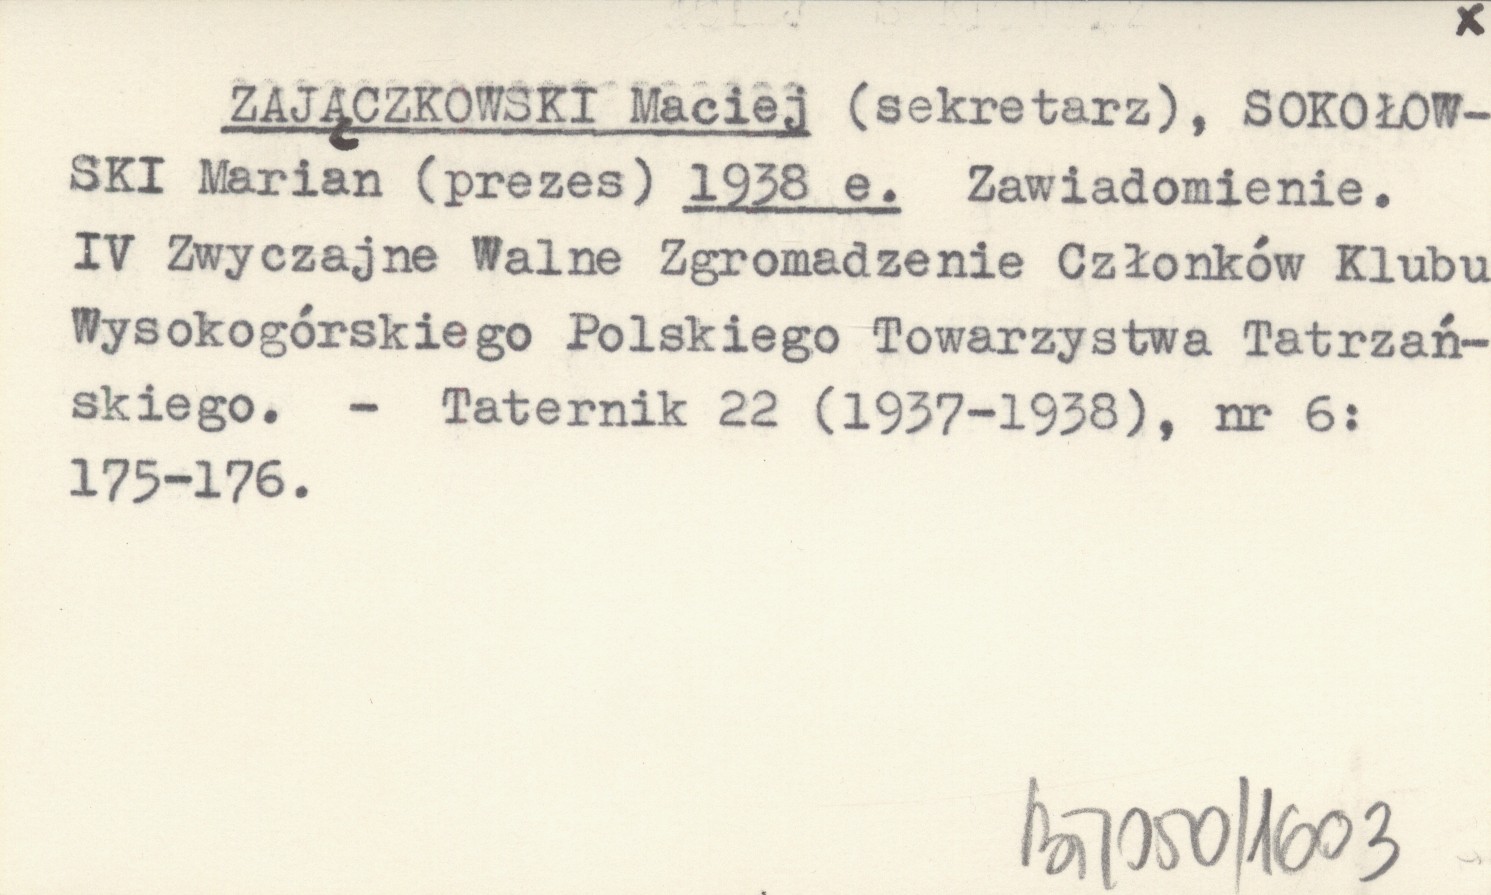 x
ZAJĄCZKOWSKI Maciej (sekretarz), SOKOŁOW-
SKI Marian (prezes) 1938 e. Zawiadomienie.
IV Zwyczajne Walne Zgromadzenie Członków Klubu
Wysokogórskiego Polskiego Towarzystwa Tatrzań-
skiego. - Taternik 22 (1937-1938), nr 6:
175-176.
/1603